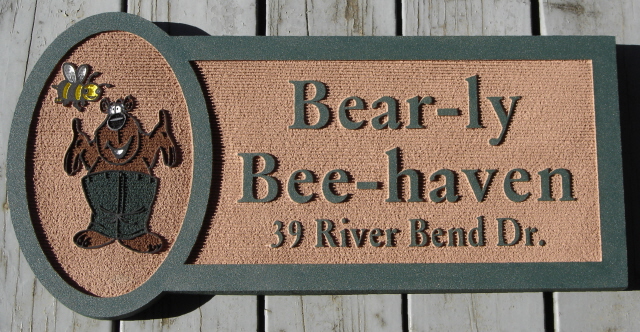 Bear-ly
Bee-haven
39 River Bend Dr.